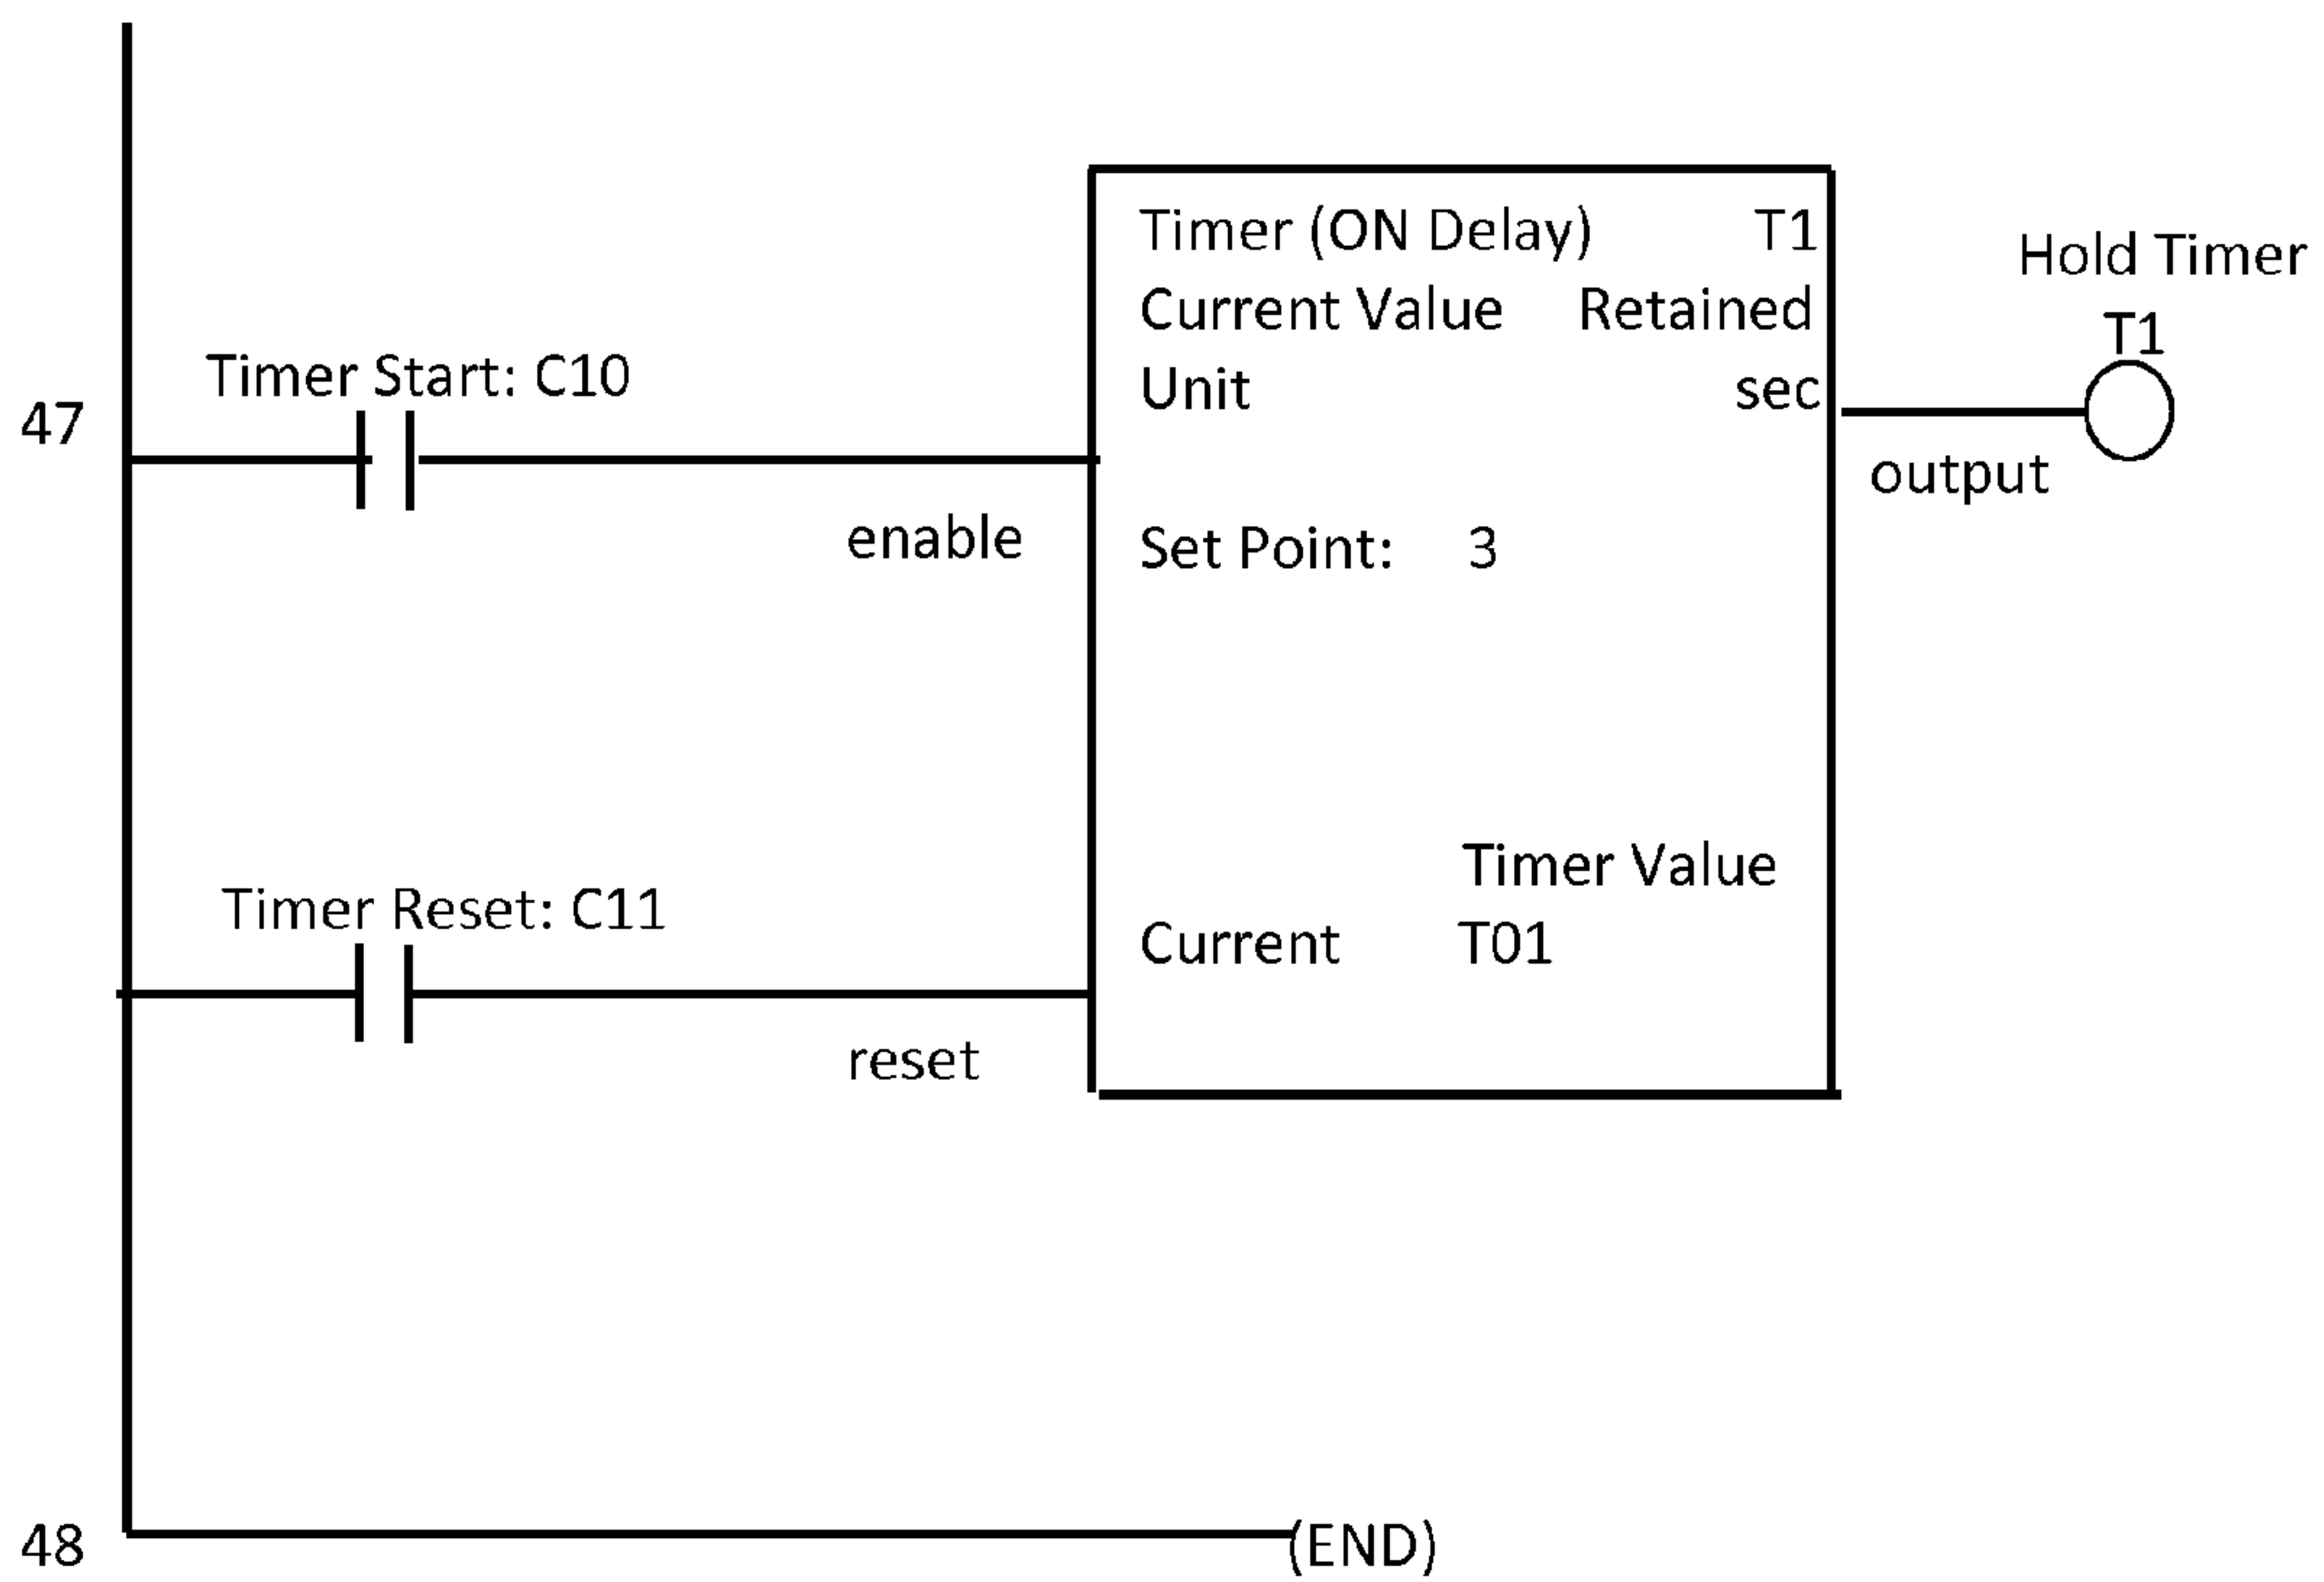 Timer (ON Delay) T1
Hold Timer
Current Value Retained
T1
Timer Start: C10
Unit sec
47
output
enable
Set Point: 3
Timer Value
Timer Reset: C11
Current T01
reset
48
(END)